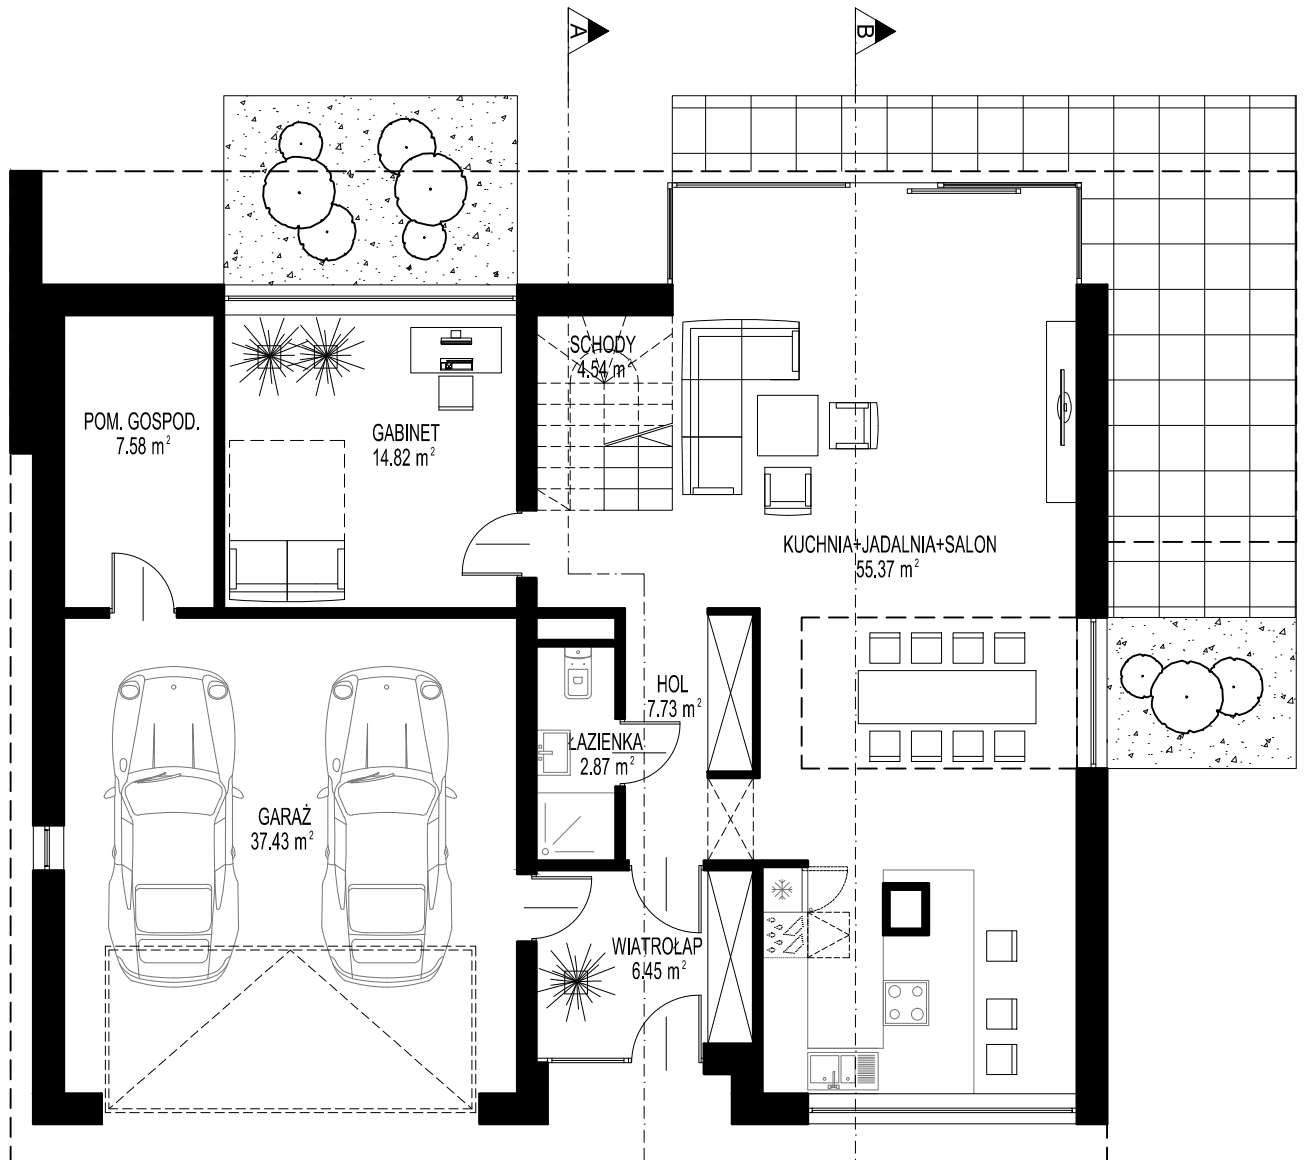 A
B
SCHODY
4.54 m²
POM. GOSPOD.
7.58 m²
GABINET
14.82 m²
KUCHNIA+JADALNIA+SALON
55.37 m²
HOL
7.73 m²
ŁAZIENKA
2.87 m²
GARAŻ
37.43 m²
WIATROŁAP
6.45 m²